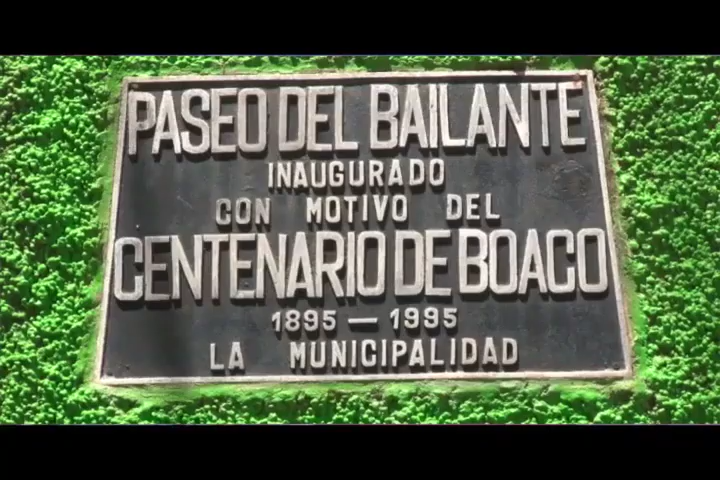 PASEO DEL BAILANTE
INAUGURADO
CON MOTIVO DEL
CENTENARIO DE BOACO
1895 — 1995
LA MUNICIPALIDAD